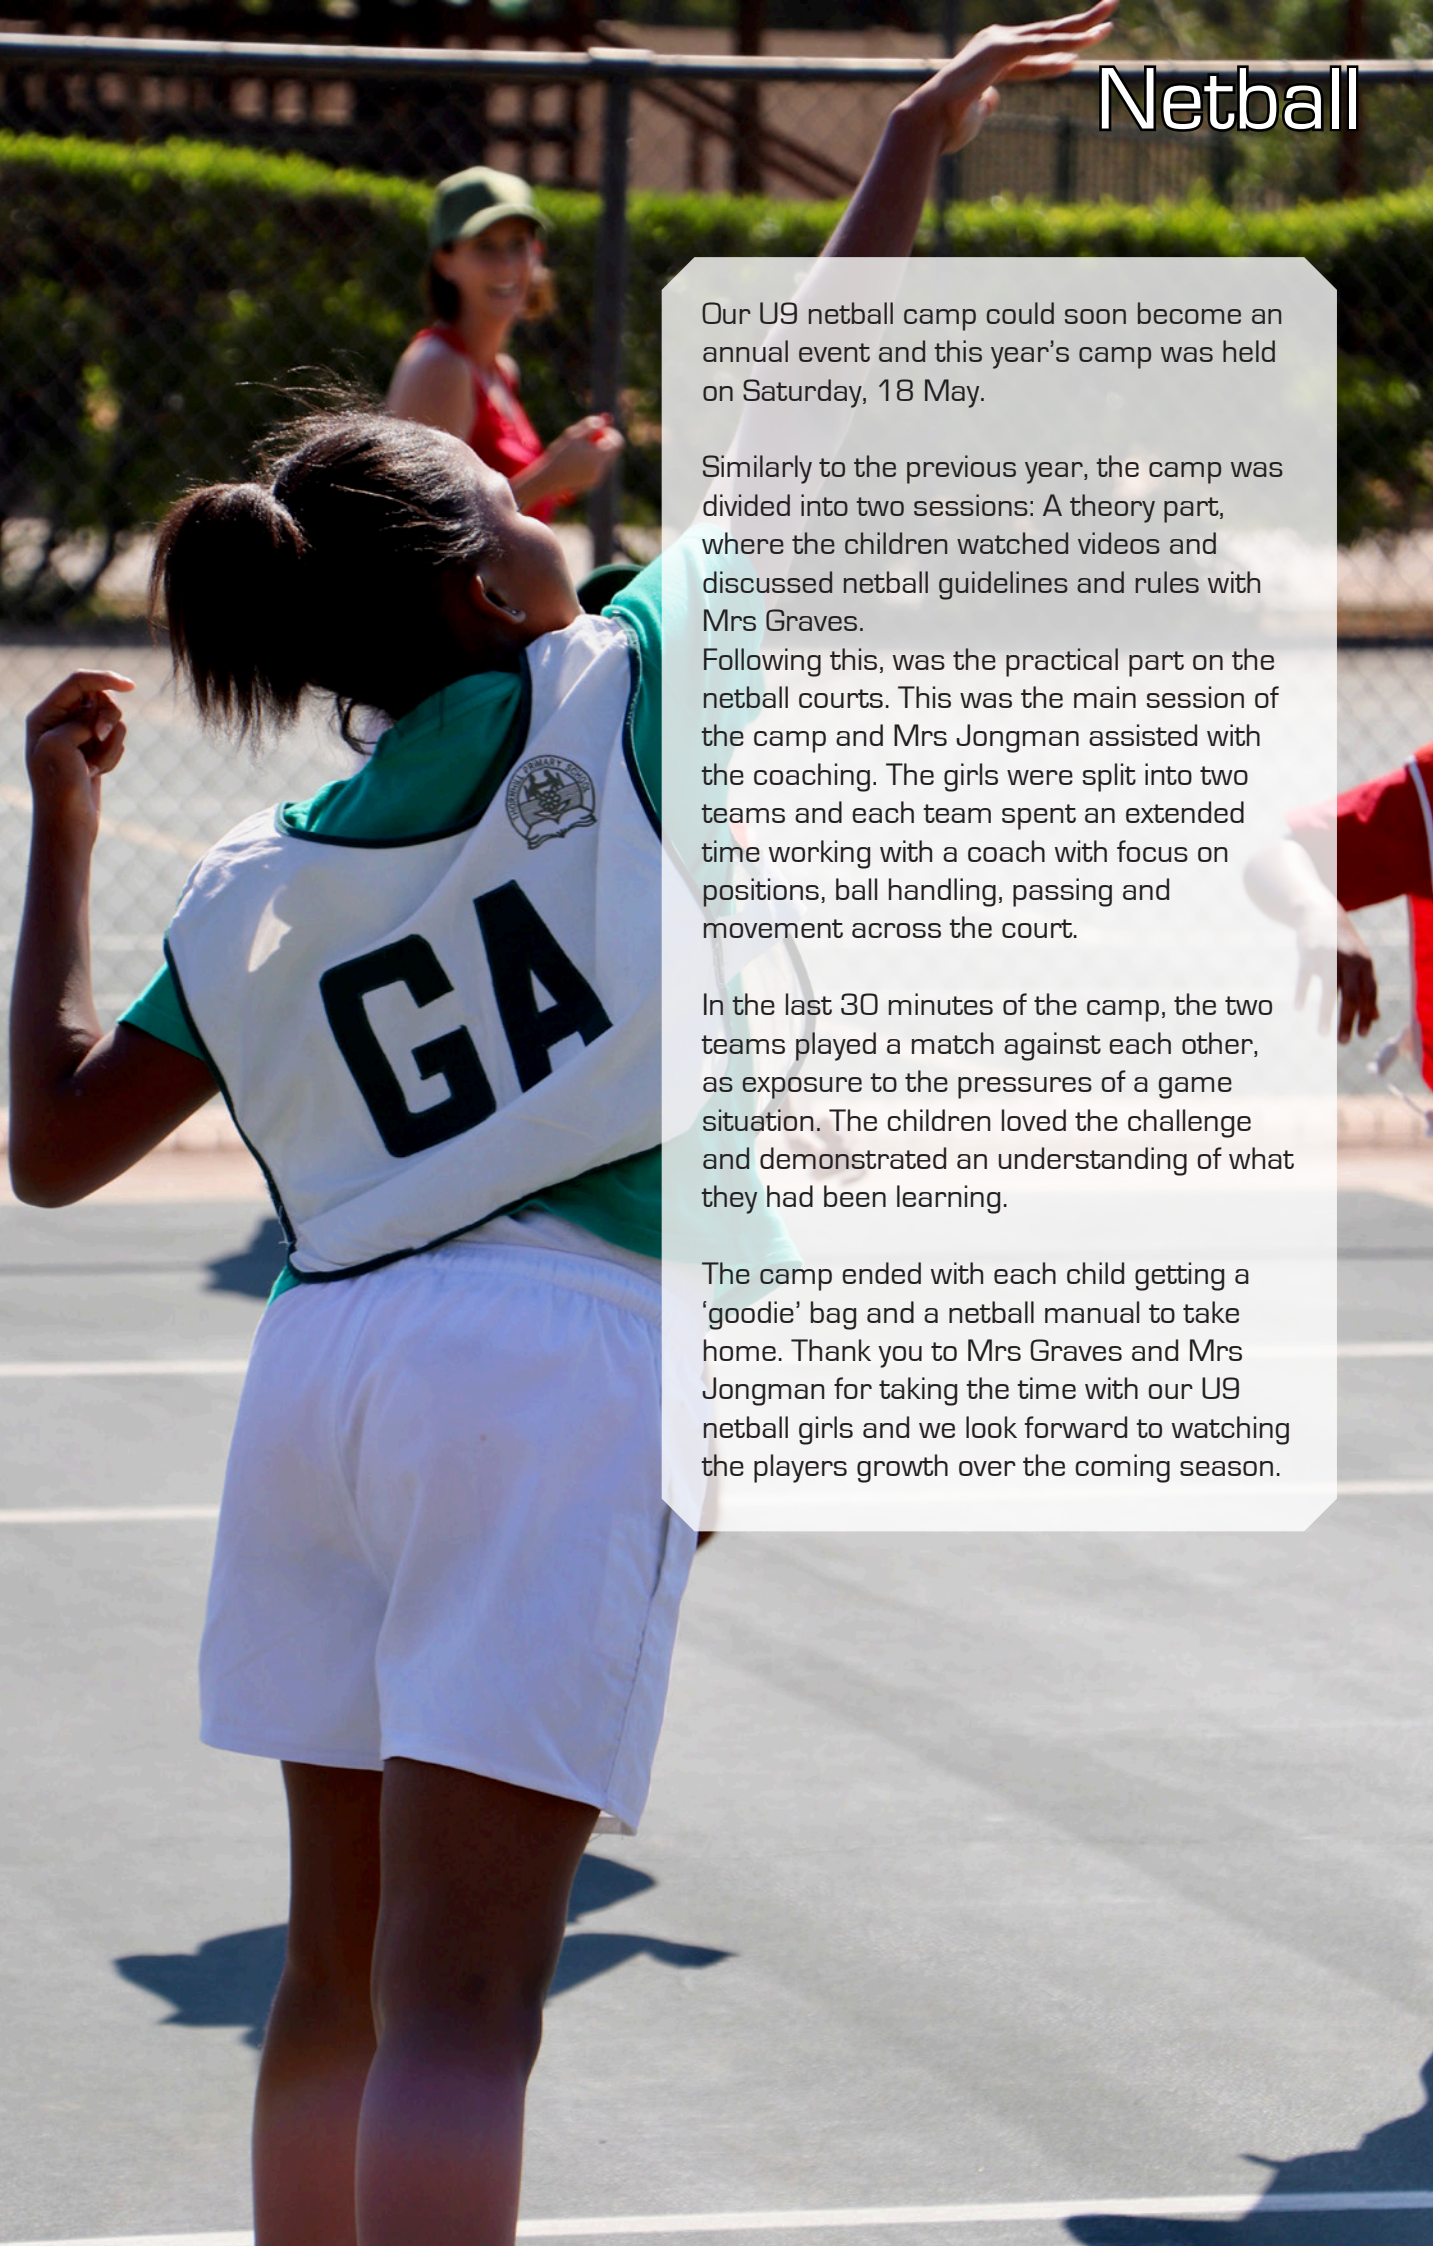 Netball
Our U9 netball camp could soon become an
annual event and this year’s camp was held
on Saturday, 18 May.
Similarly to the previous year, the camp was
divided into two sessions: A theory part,
where the children watched videos and
discussed netball guidelines and rules with
Mrs Graves.
Following this, was the practical part on the
netball courts. This was the main session of
the camp and Mrs Jongman assisted with
the coaching. The girls were split into two
teams and each team spent an extended
time working with a coach with focus on
positions, ball handling, passing and
movement across the court.
In the last 30 minutes of the camp, the two
teams played a match against each other,
as exposure to the pressures of a game
situation. The children loved the challenge
and demonstrated an understanding of what
they had been learning.
The camp ended with each child getting a
‘goodie’ bag and a netball manual to take
home. Thank you to Mrs Graves and Mrs
Jongman for taking the time with our U9
netball girls and we look forward to watching
the players growth over the coming season.
THORNHILL PRIMARY SCHOOL
GA